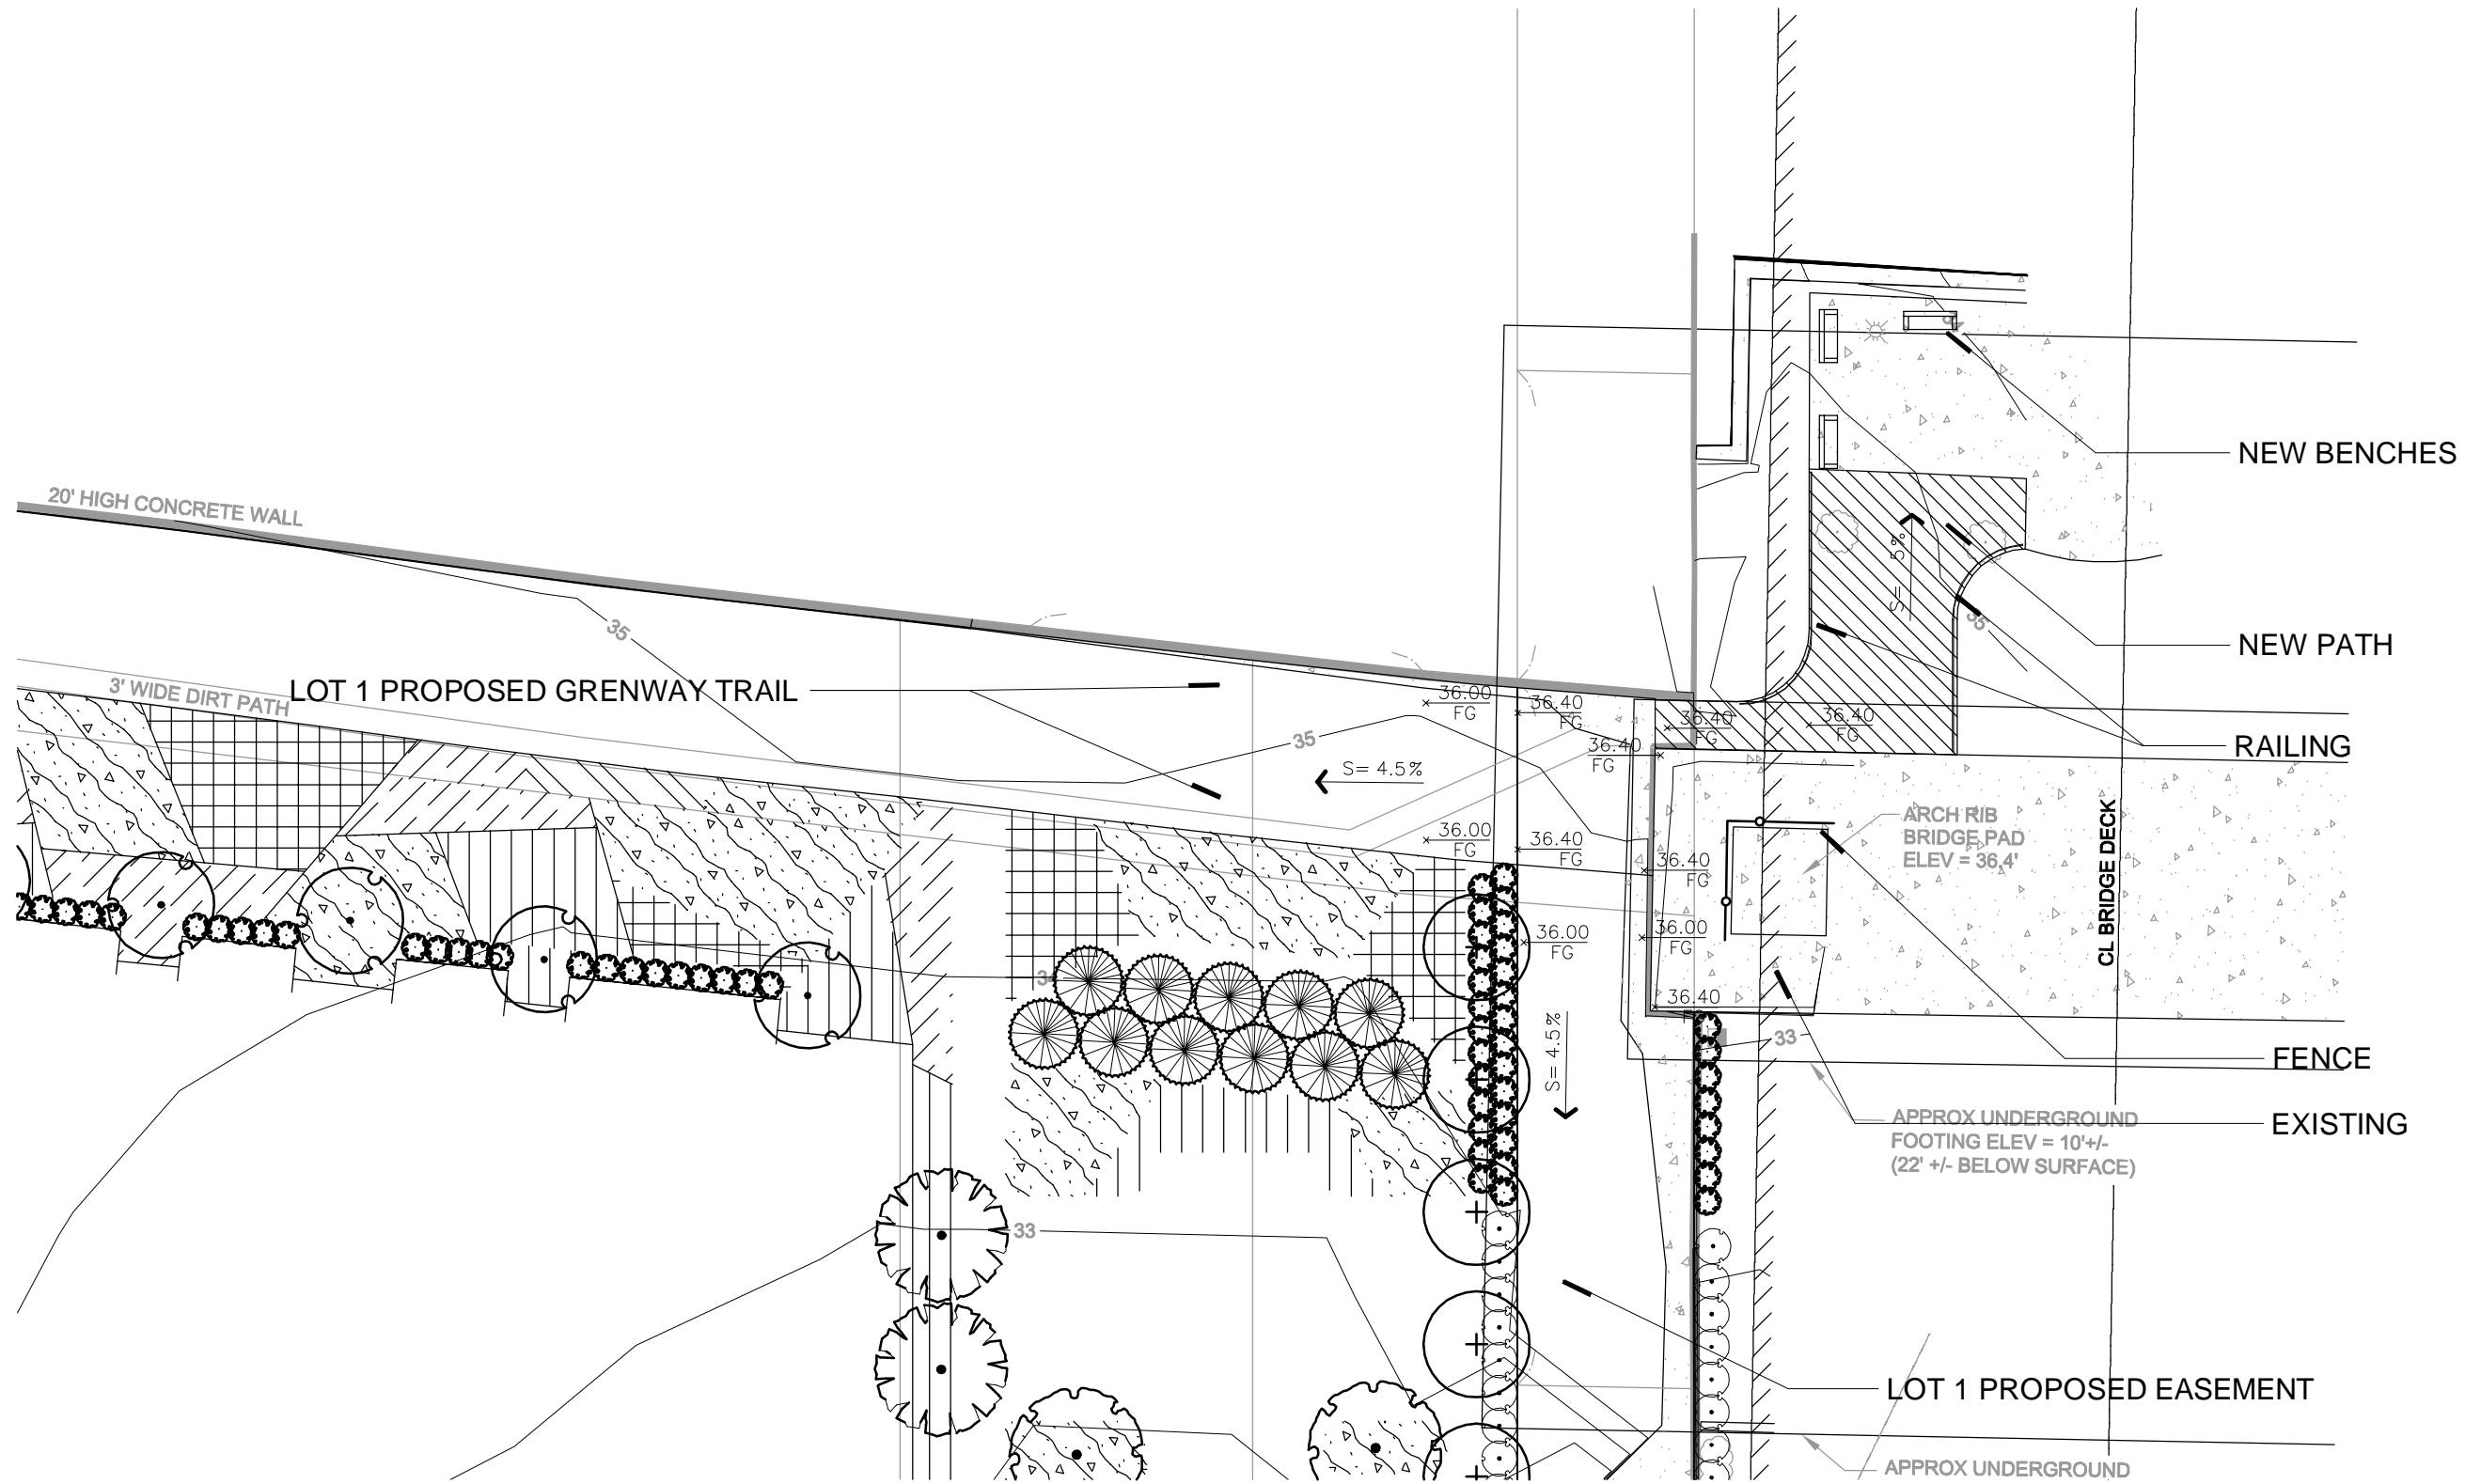 NEW BENCHES
20' HIGH CONCRETE WALL
S= 5%
35
35
NEW PATH
3' WIDE DIRT PATH
LOT 1 PROPOSED GRENWAY TRAIL
36.00
FG
36.40
FG
36.40
FG
36.40
FG
36.40
FG
35
RAILING
S= 4.5%
36.00
FG
36.40
FG
36.40
FG
ARCH RIB
BRIDGE PAD
ELEV = 36.4'
CL BRIDGE DECK
36.00
FG
36.00
FG
36.40
S= 4.5%
33
FENCE
APPROX UNDERGROUND
FOOTING ELEV = 10'+/-
(22' +/- BELOW SURFACE)
EXISTING
33
LOT 1 PROPOSED EASEMENT
APPROX UNDERGROUND